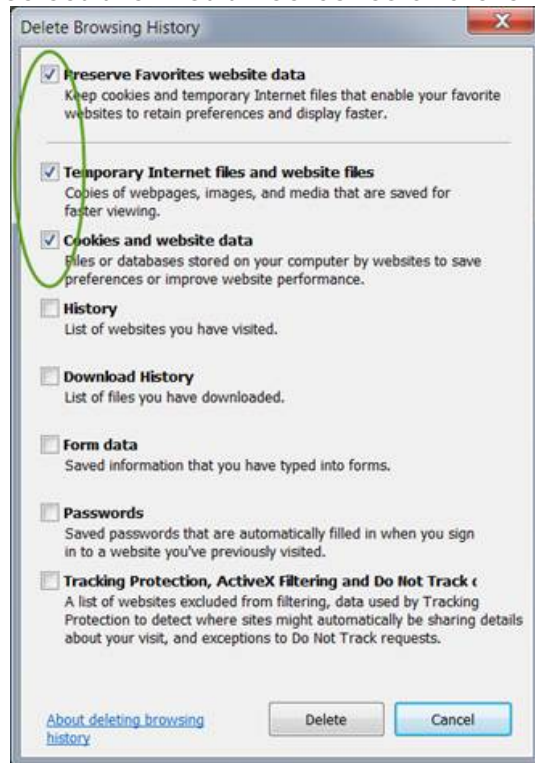 Delete Browsing History
Preserve Favorites website data
Keep cookies and temporary Internet files that enable your favorite
websites to retain preferences and display faster.
Temporary Internet files and website files
Copies of webpages, images, and media that are saved for
faster viewing.
Cookies and website data
Files or databases stored on your computer by websites to save
preferences or improve website performance.
History
List of websites you have visited.
Download History
List of files you have downloaded.
Form data
Saved information that you have typed into forms.
Passwords
Saved passwords that are automatically filled in when you sign
in to a website you've previously visited.
Tracking Protection, ActiveX Filtering and Do Not Track
A list of websites excluded from filtering, data used by Tracking
Protection to detect where sites might automatically be sharing details
about your visit, and exceptions to Do Not Track requests.
About deleting browsing
history
Delete
Cancel